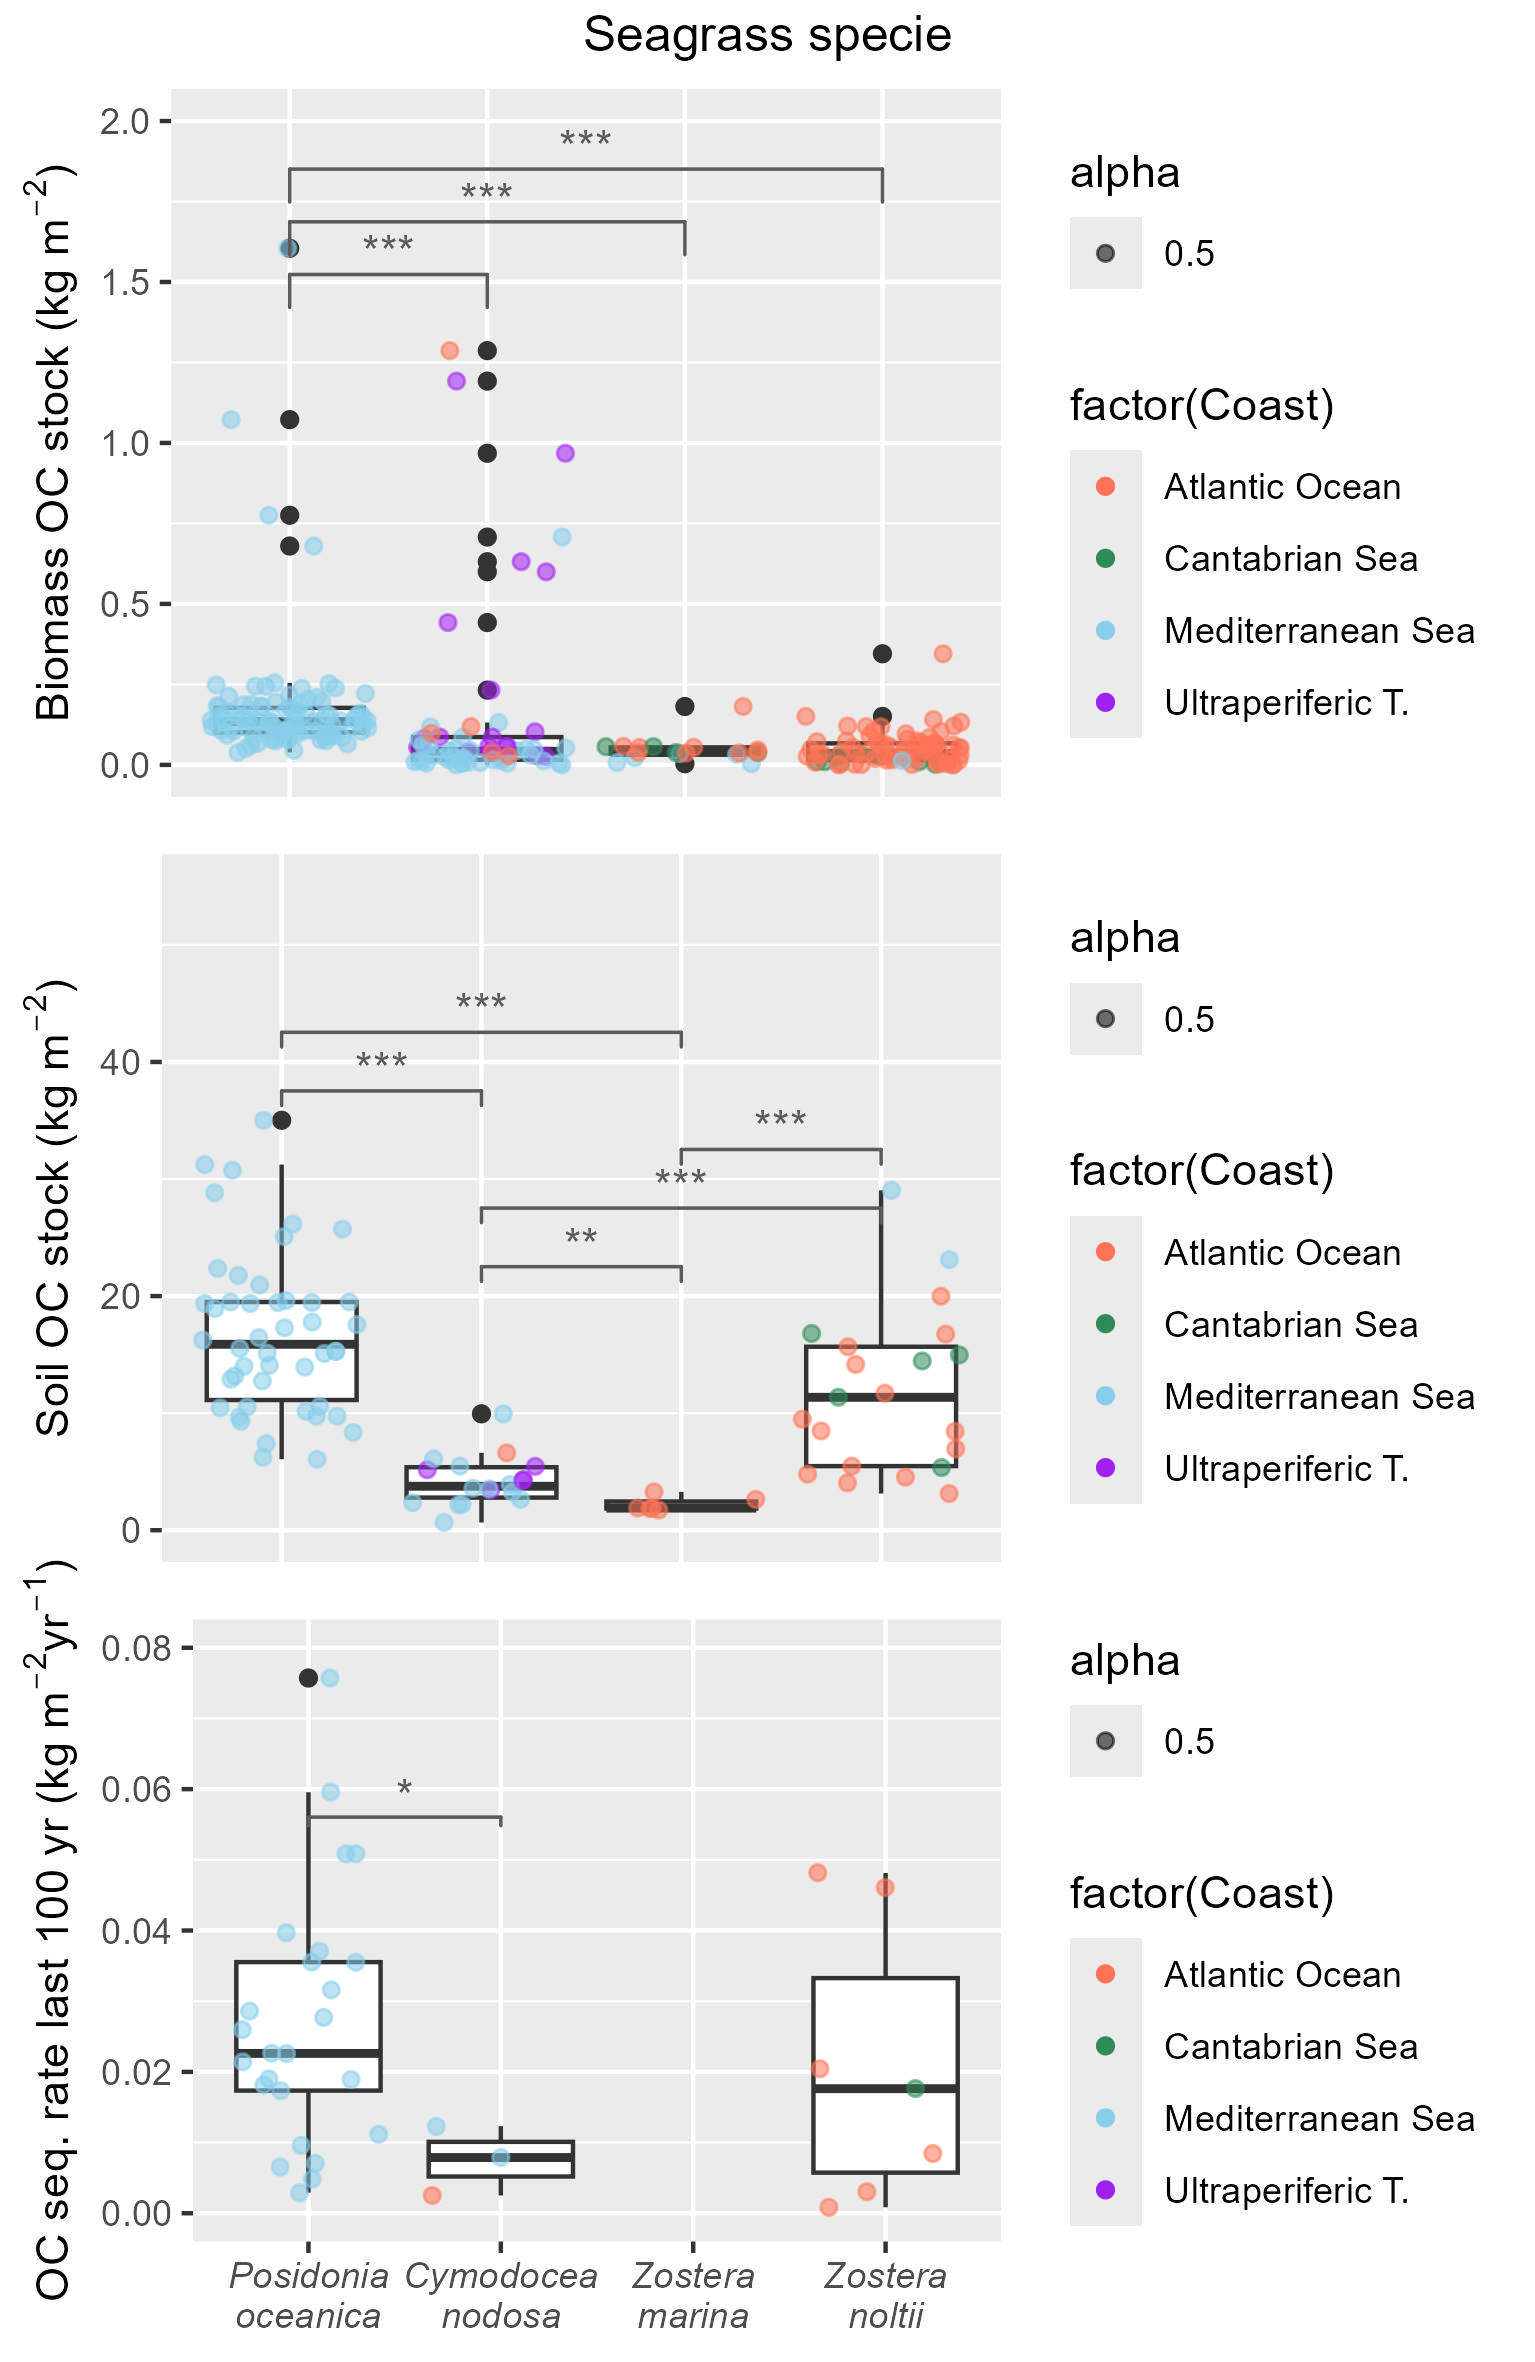 Seagrass specie
Biomass OC stock (kg m⁻²)
2.0
1.5
1.0
0.5
0.0
***
***
***
alpha
0.5
factor(Coast)
Atlantic Ocean
Cantabrian Sea
Mediterranean Sea
Ultraperiferic T.
Soil OC stock (kg m⁻²)
40
20
0
***
***
***
***
**
alpha
0.5
factor(Coast)
Atlantic Ocean
Cantabrian Sea
Mediterranean Sea
Ultraperiferic T.
OC seq. rate last 100 yr (kg m⁻²yr⁻¹)
0.08
0.06
0.04
0.02
0.00
*
alpha
0.5
factor(Coast)
Atlantic Ocean
Cantabrian Sea
Mediterranean Sea
Ultraperiferic T.
Posidonia Cymodocea Zostera Zostera
oceanica nodosa marina noltii